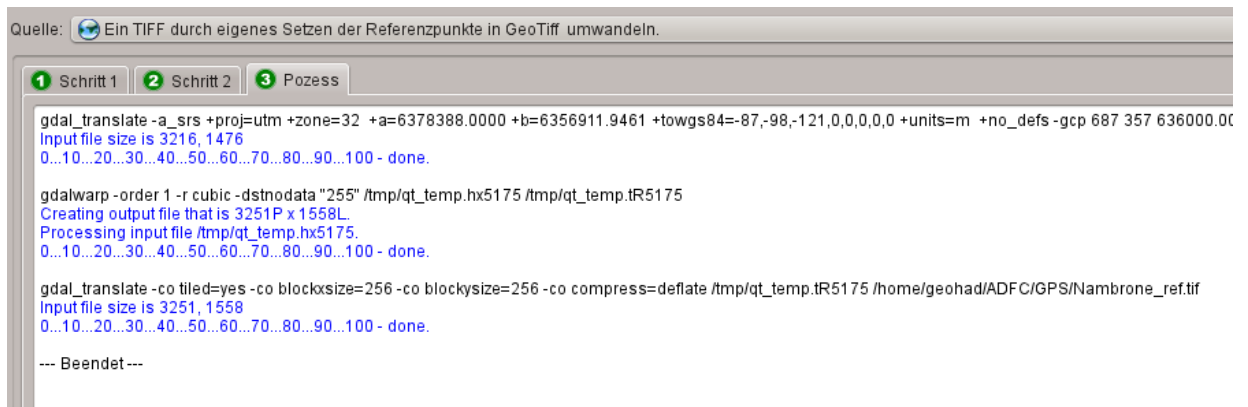 Quelle: Ein TIFF durch eigenes Setzen der Referenzpunkte in GeoTiff umwandeln.
1 Schritt 1 2 Schritt 2 3 Pozess
gdal_translate -a_srs +proj=utm +zone=32 +a=6378388.0000 +b=6356911.9461 +towgs84=-87,-98,-121,0,0,0,0,0 +units=m +no_defs -gcp 687 357 636000.00
Input file size is 3216, 1476
0...10...20...30...40...50...60...70...80...90...100 - done.
gdalwarp -order 1 -r cubic -dstnodata "255" /tmp/qt_temp.hx5175 /tmp/qt_temp.tR5175
Creating output file that is 3251P x 1558L.
Processing input file /tmp/qt_temp.hx5175.
0...10...20...30...40...50...60...70...80...90...100 - done.
gdal_translate -co tiled=yes -co blockxsize=256 -co blockysize=256 -co compress=deflate /tmp/qt_temp.tR5175 /home/geohad/ADFC/GPS/Nambrone_ref.tif
Input file size is 3251, 1558
0...10...20...30...40...50...60...70...80...90...100 - done.
--- Beendet ---